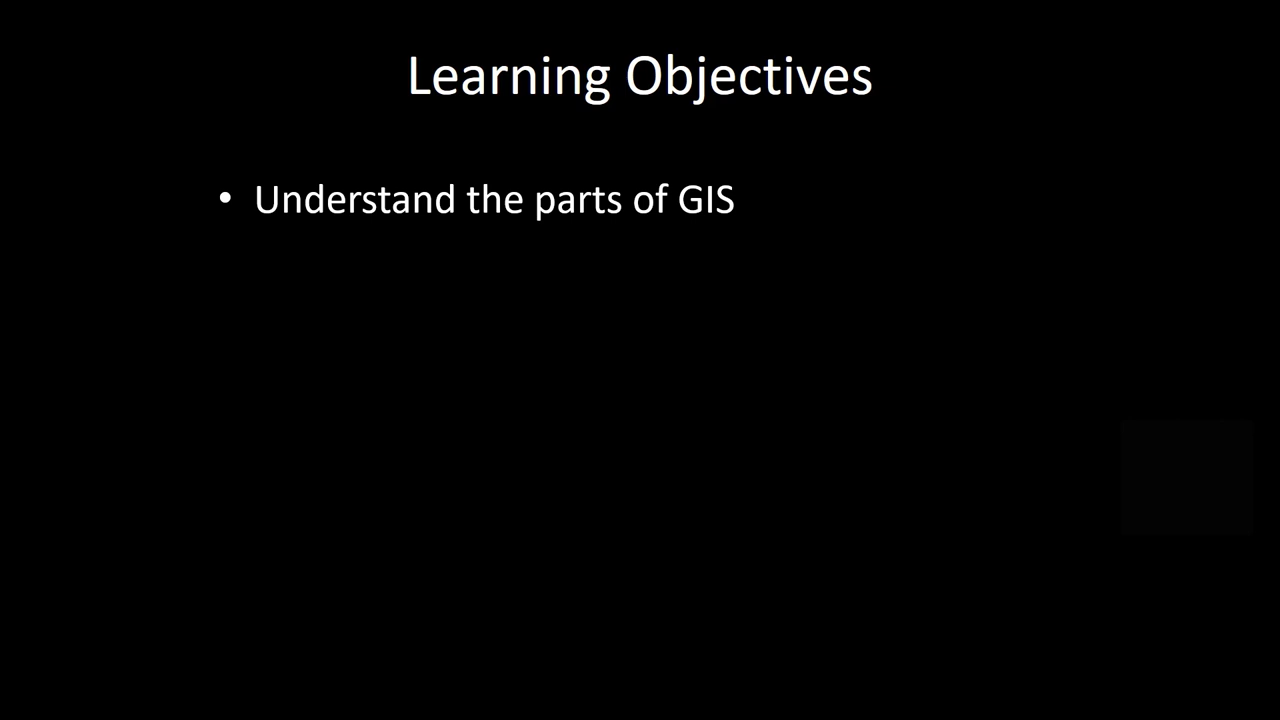 Learning Objectives
• Understand the parts of GIS